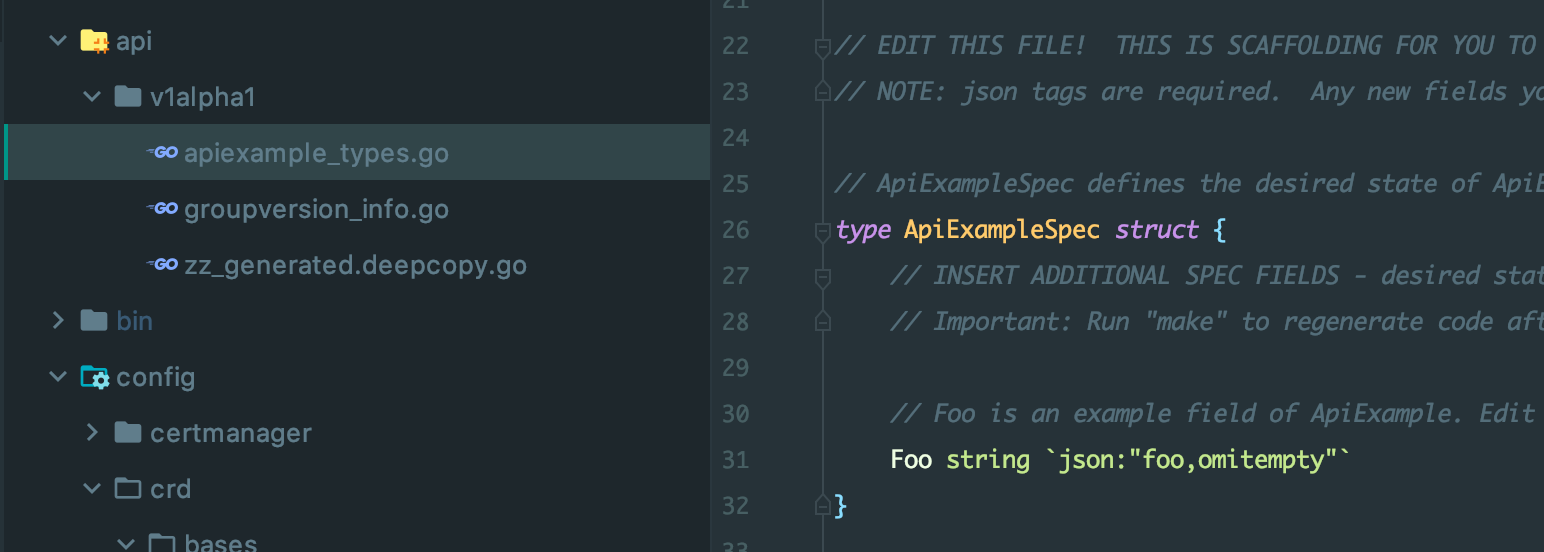 api
v1alpha1
GO apiexample_types.go
GO groupversion_info.go
GO zz_generated.deepcopy.go
bin
config
certmanager
crd
bases
21
22 // EDIT THIS FILE!  THIS IS SCAFFOLDING FOR YOU TO
23 // NOTE: json tags are required.  Any new fields yo
24
25 // ApiExampleSpec defines the desired state of ApiE
26 type ApiExampleSpec struct {
27 // INSERT ADDITIONAL SPEC FIELDS - desired stat
28 // Important: Run "make" to regenerate code aft
29
30 // Foo is an example field of ApiExample. Edit
31 Foo string `json:"foo,omitempty"`
32 }
33